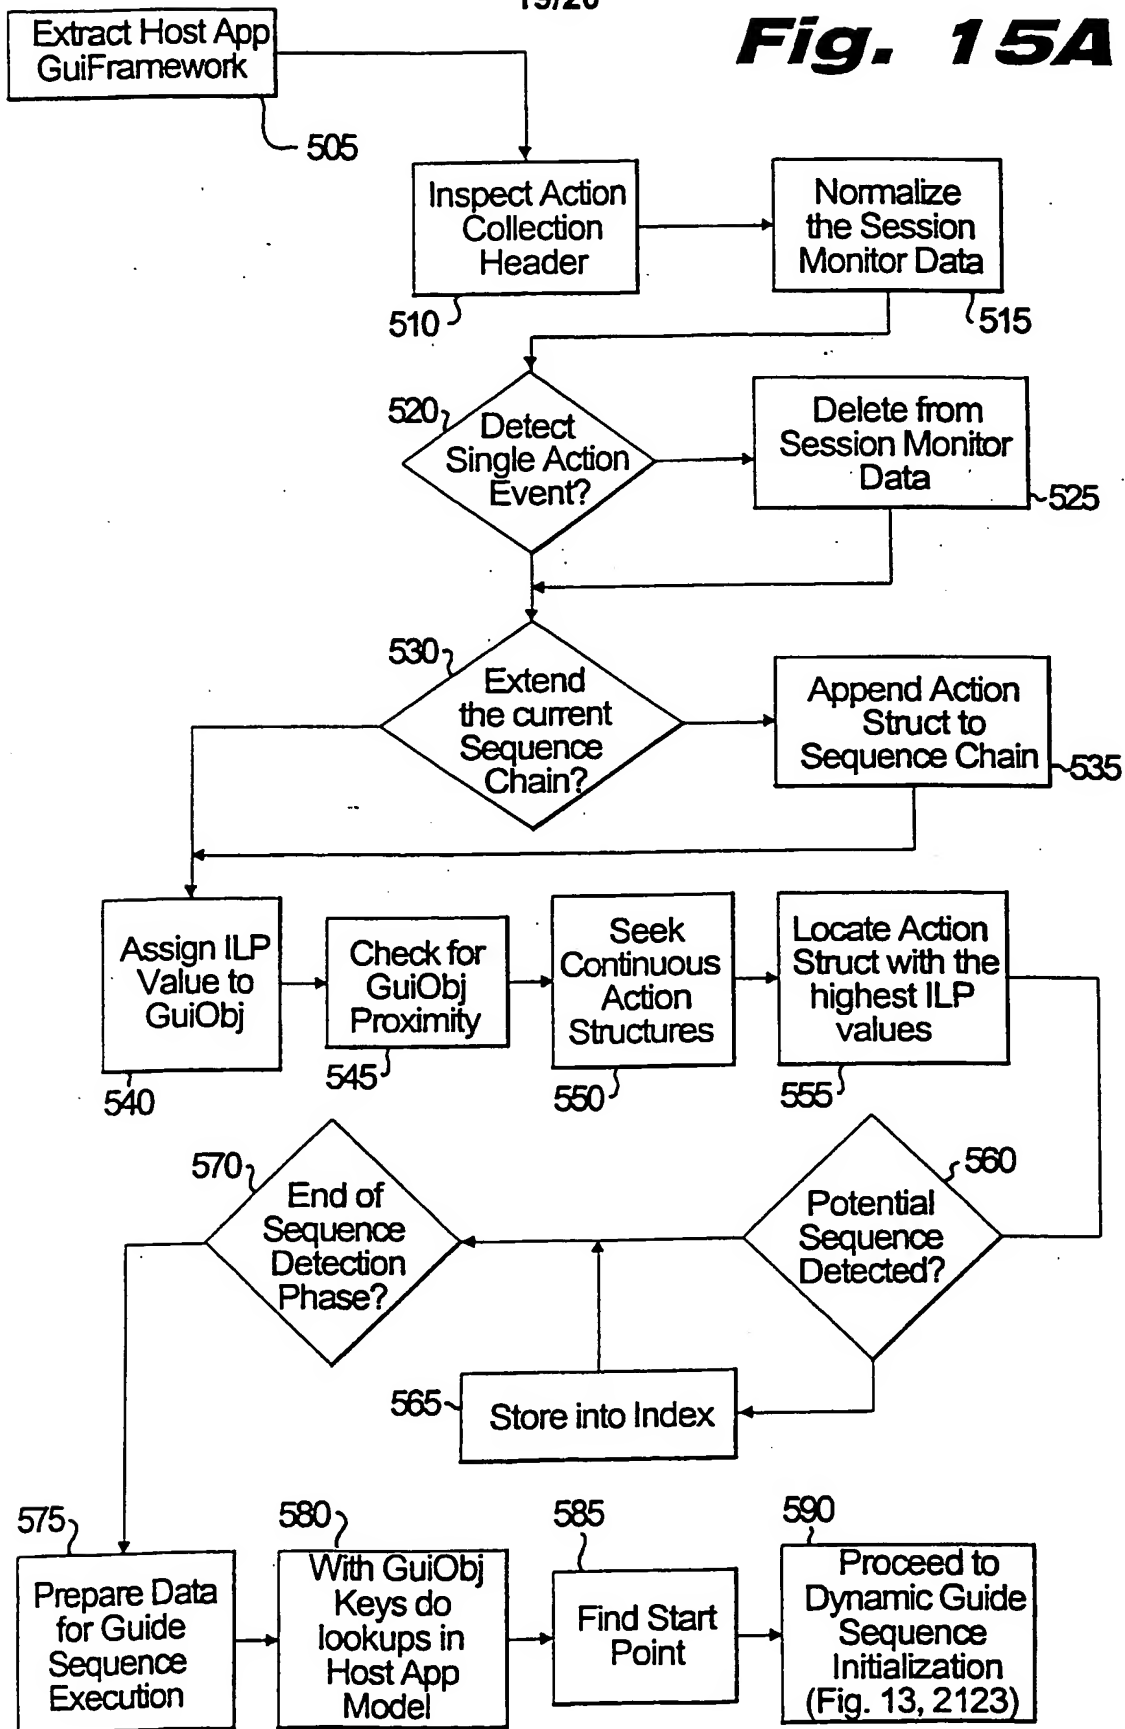 19/20
Fig. 15A
Extract Host App
GuiFramework
505
Inspect Action
Collection
Header
510
Normalize
the Session
Monitor Data
515
520
Detect
Single Action
Event?
Delete from
Session Monitor
Data
525
530
Extend
the current
Sequence
Chain?
Append Action
Struct to
Sequence Chain
535
Assign ILP
Value to
GuiObj
540
Check for
GuiObj
Proximity
545
Seek
Continuous
Action
Structures
550
Locate Action
Struct with the
highest ILP
values
555
560
Potential
Sequence
Detected?
570
End of
Sequence
Detection
Phase?
565
Store into Index
575
Prepare Data
for Guide
Sequence
Execution
580
With GuiObj
Keys do
lookups in
Host App
Model
585
Find Start
Point
590
Proceed to
Dynamic Guide
Sequence
Initialization
(Fig. 13, 2123)